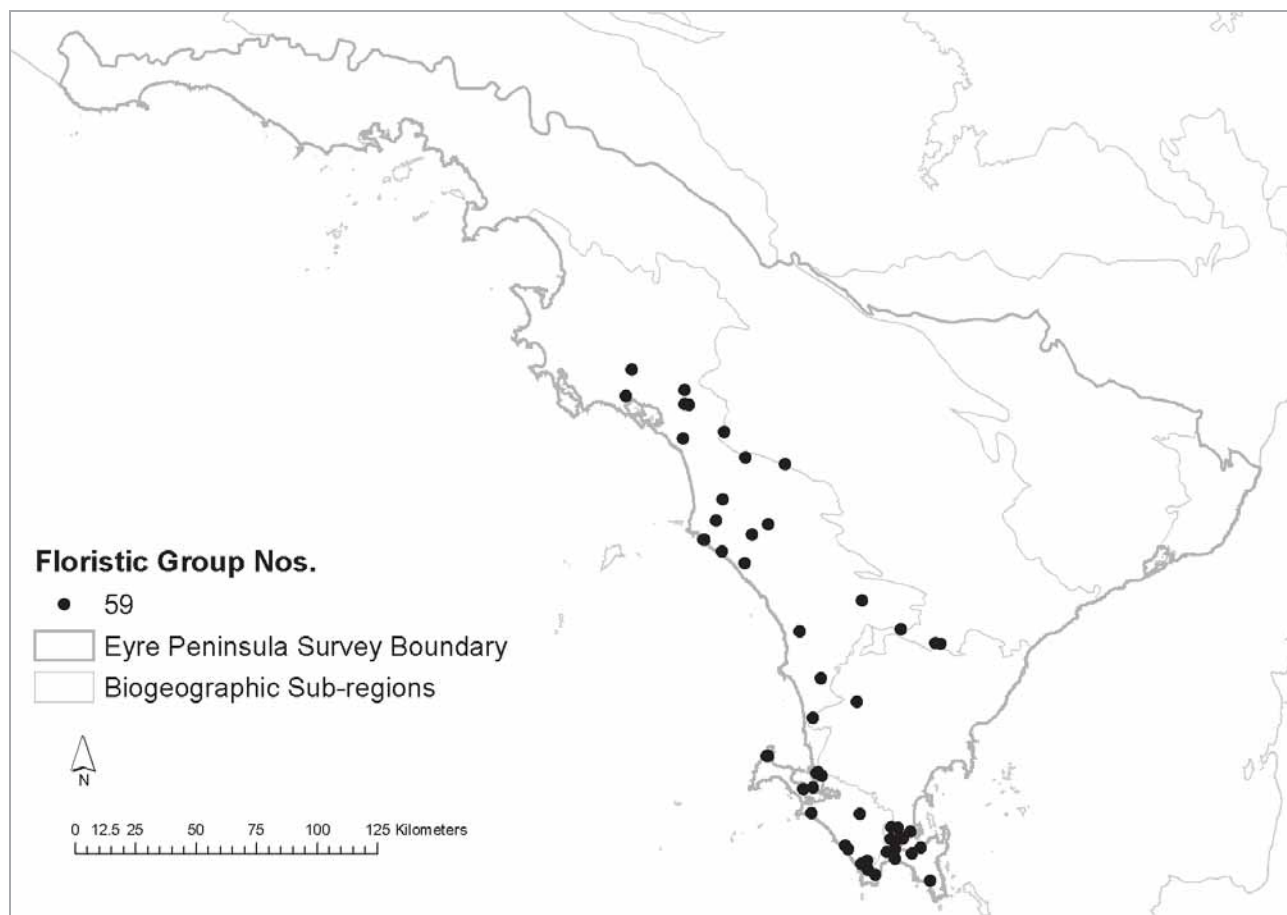 Floristic Group Nos.
59
Eyre Peninsula Survey Boundary
Biogeographic Sub-regions
N
0 12.5 25 50 75 100 125 Kilometers